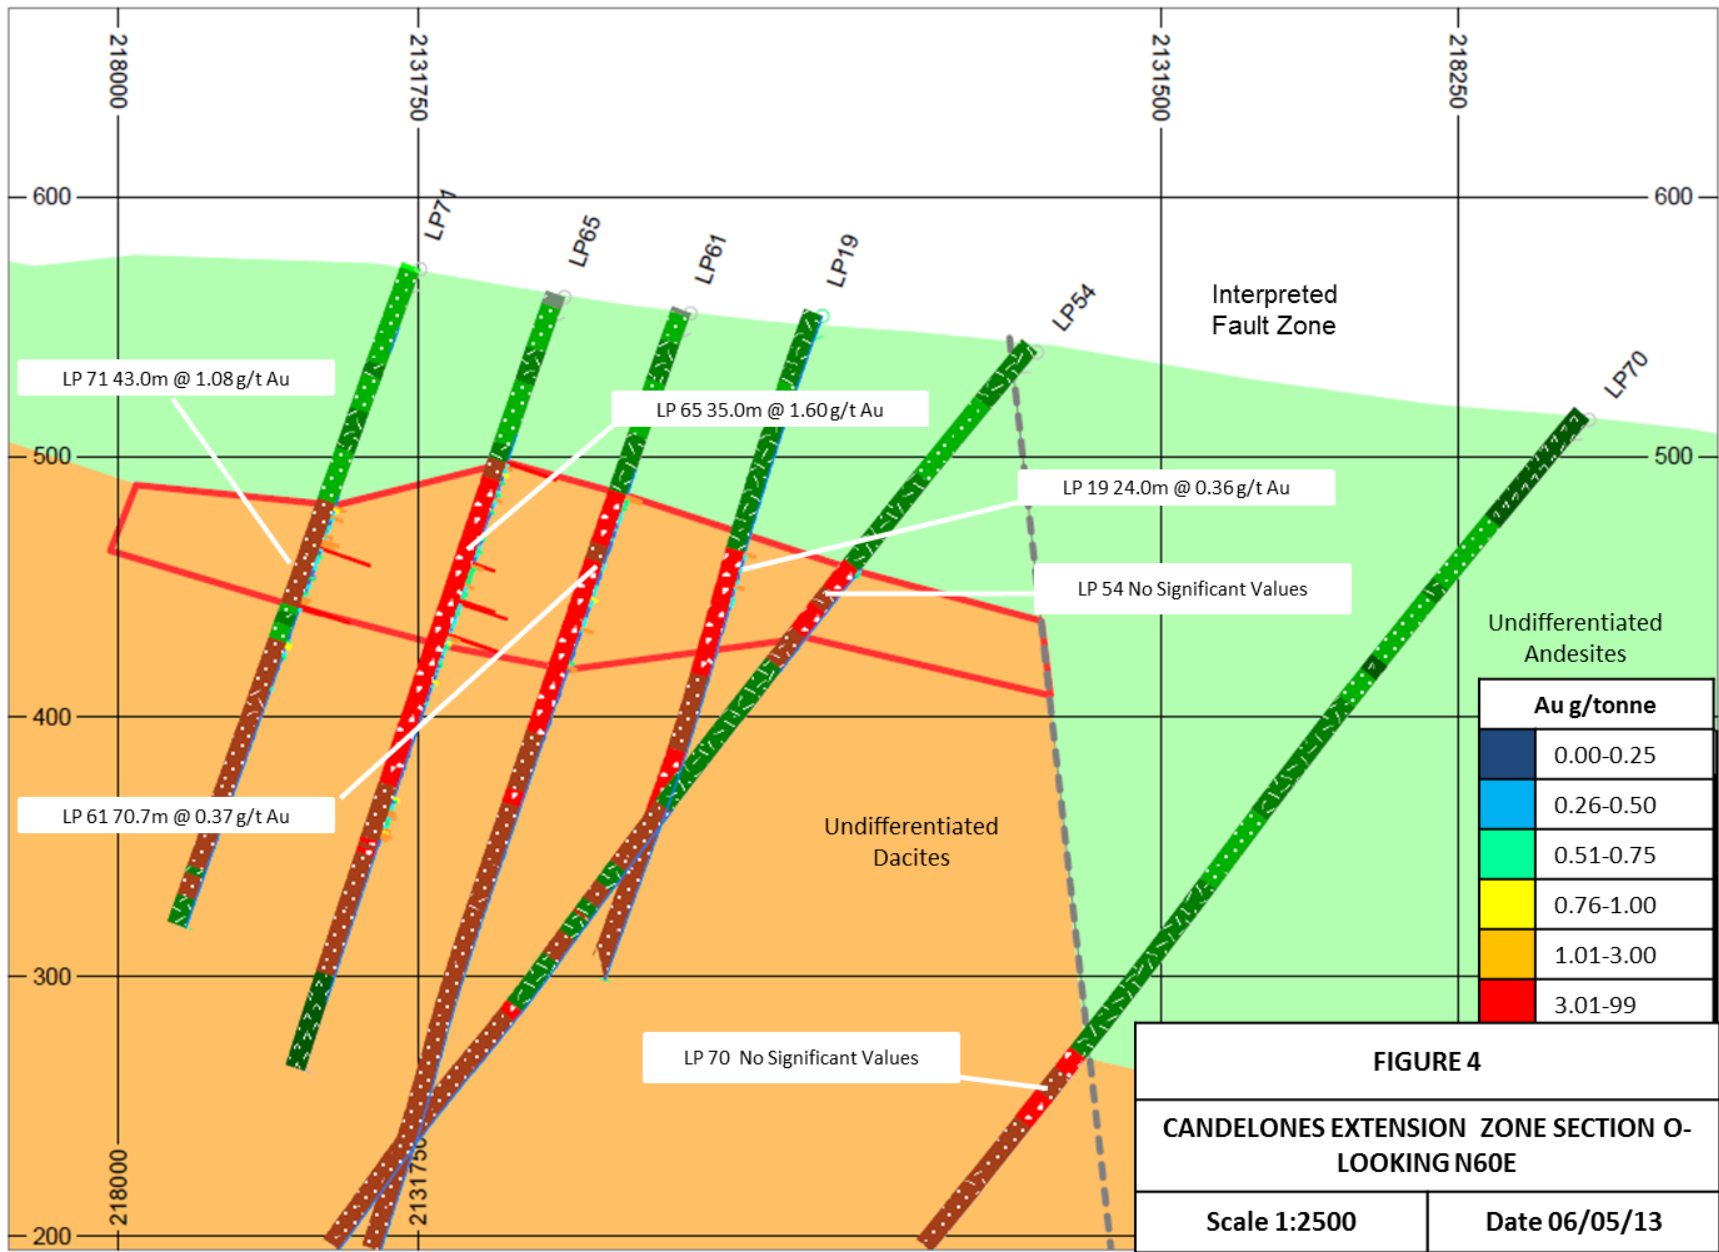 218000
2131750
2131500
218250
600
600
LP71
LP65
LP61
LP19
LP54
LP70
Interpreted
Fault Zone
LP 71 43.0m @ 1.08 g/t Au
LP 65 35.0m @ 1.60 g/t Au
500
500
LP 19 24.0m @ 0.36 g/t Au
LP 54 No Significant Values
Undifferentiated
Andesites
400
Au g/tonne
0.00-0.25
0.26-0.50
0.51-0.75
0.76-1.00
1.01-3.00
3.01-99
LP 61 70.7m @ 0.37 g/t Au
Undifferentiated
Dacites
300
LP 70 No Significant Values
FIGURE 4
CANDELONES EXTENSION ZONE SECTION O-
LOOKING N60E
Scale 1:2500
Date 06/05/13
218000
2131750
200